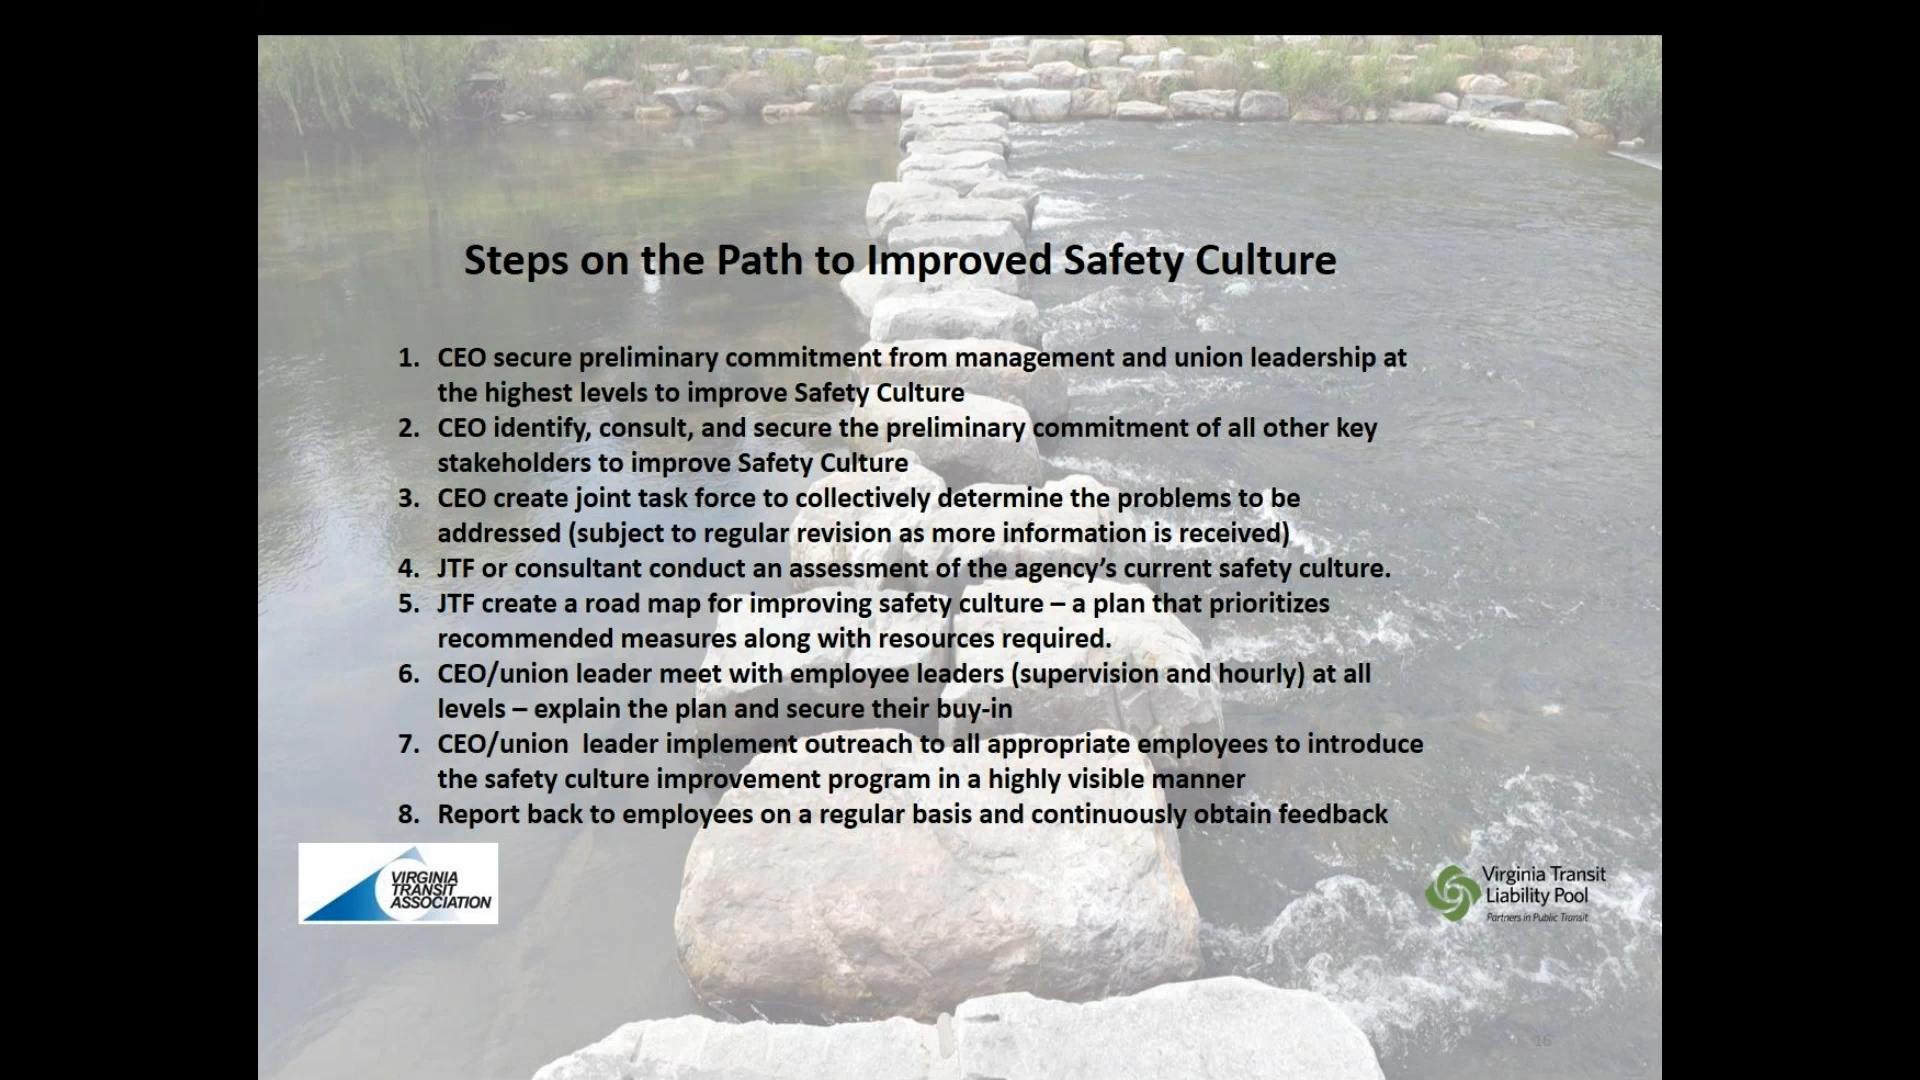 Steps on the Path to Improved Safety Culture
1. CEO secure preliminary commitment from management and union leadership at
the highest levels to improve Safety Culture
2. CEO identify, consult, and secure the preliminary commitment of all other key
stakeholders to improve Safety Culture
3. CEO create joint task force to collectively determine the problems to be
addressed (subject to regular revision as more information is received)
4. JTF or consultant conduct an assessment of the agency’s current safety culture.
5. JTF create a road map for improving safety culture – a plan that prioritizes
recommended measures along with resources required.
6. CEO/union leader meet with employee leaders (supervision and hourly) at all
levels – explain the plan and secure their buy-in
7. CEO/union  leader implement outreach to all appropriate employees to introduce
the safety culture improvement program in a highly visible manner
8. Report back to employees on a regular basis and continuously obtain feedback
VIRGINIA
TRANSIT
ASSOCIATION
Virginia Transit
Liability Pool
Partners in Public Transit
16